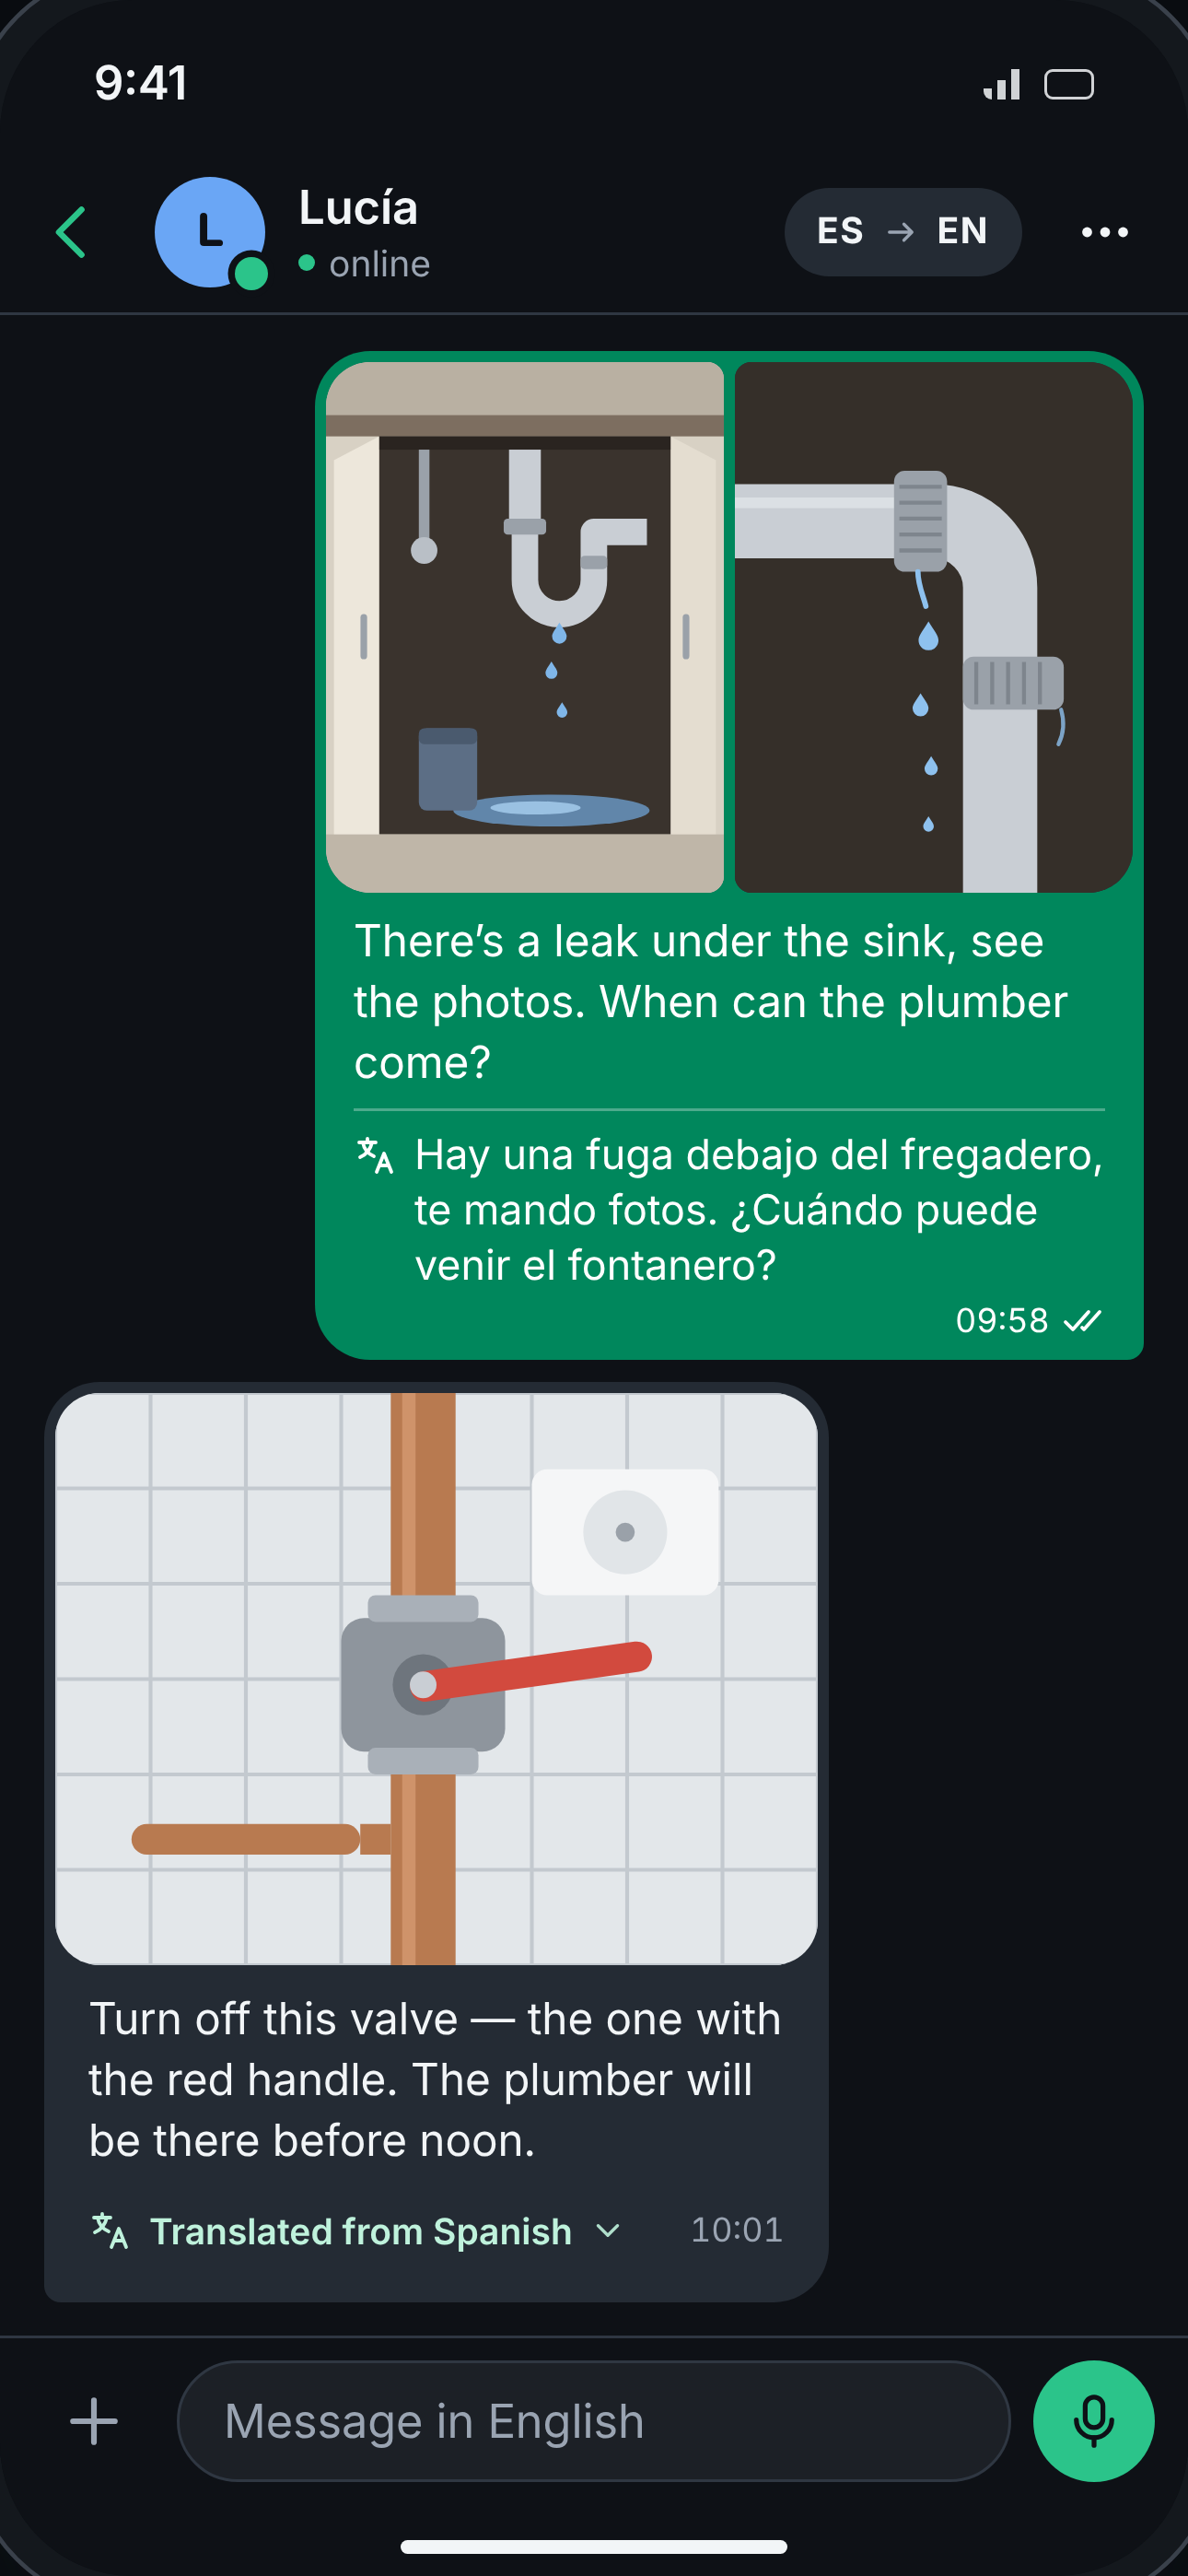 9:41
L
Lucía
online
ES → EN
There’s a leak under the sink, see
the photos. When can the plumber
come?
Hay una fuga debajo del fregadero,
te mando fotos. ¿Cuándo puede
venir el fontanero?
09:58
Turn off this valve — the one with
the red handle. The plumber will
be there before noon.
Translated from Spanish
10:01
Message in English